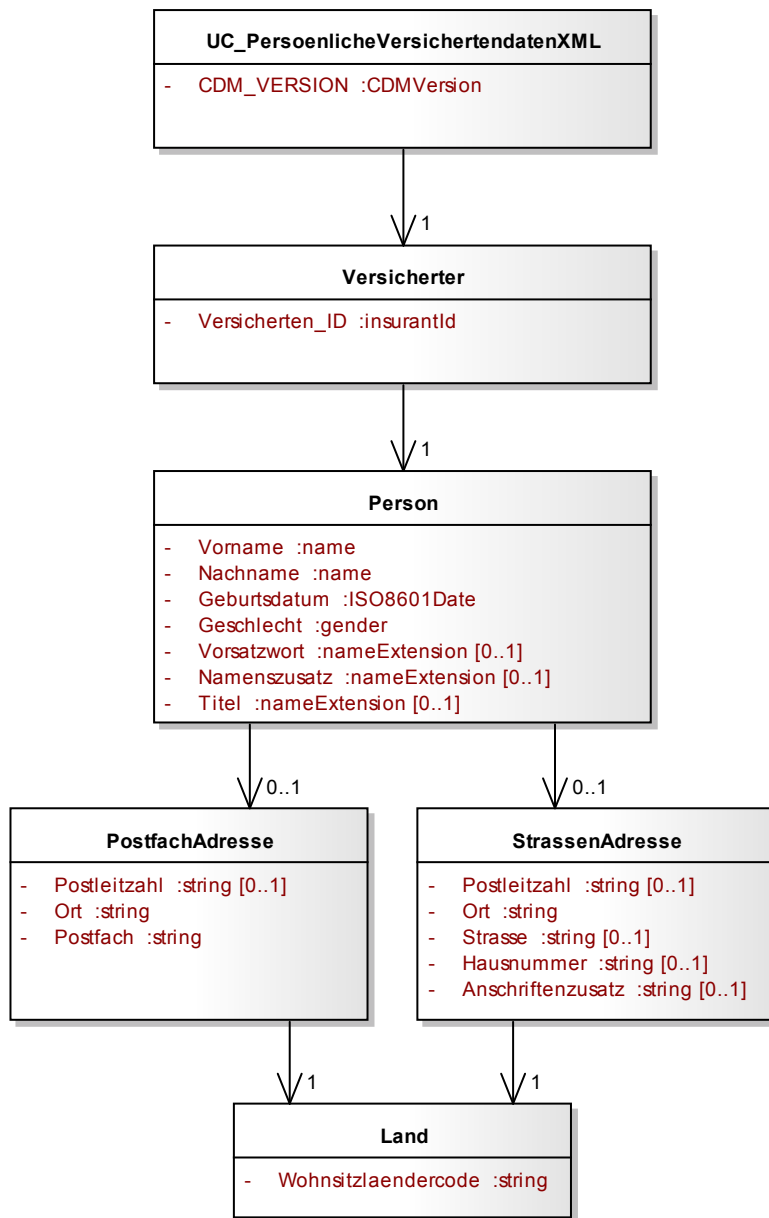 UC_PersoenlicheVersichertendatenXML
- CDM_VERSION :CDMVersion
1
Versicherter
- Versicherten_ID :insurantId
1
Person
- Vorname :name
- Nachname :name
- Geburtsdatum :ISO8601Date
- Geschlecht :gender
- Vorsatzwort :nameExtension [0..1]
- Namenszusatz :nameExtension [0..1]
- Titel :nameExtension [0..1]
0..1
0..1
PostfachAdresse
- Postleitzahl :string [0..1]
- Ort :string
- Postfach :string
StrassenAdresse
- Postleitzahl :string [0..1]
- Ort :string
- Strasse :string [0..1]
- Hausnummer :string [0..1]
- Anschriftenzusatz :string [0..1]
1
1
Land
- Wohnsitzlaendercode :string